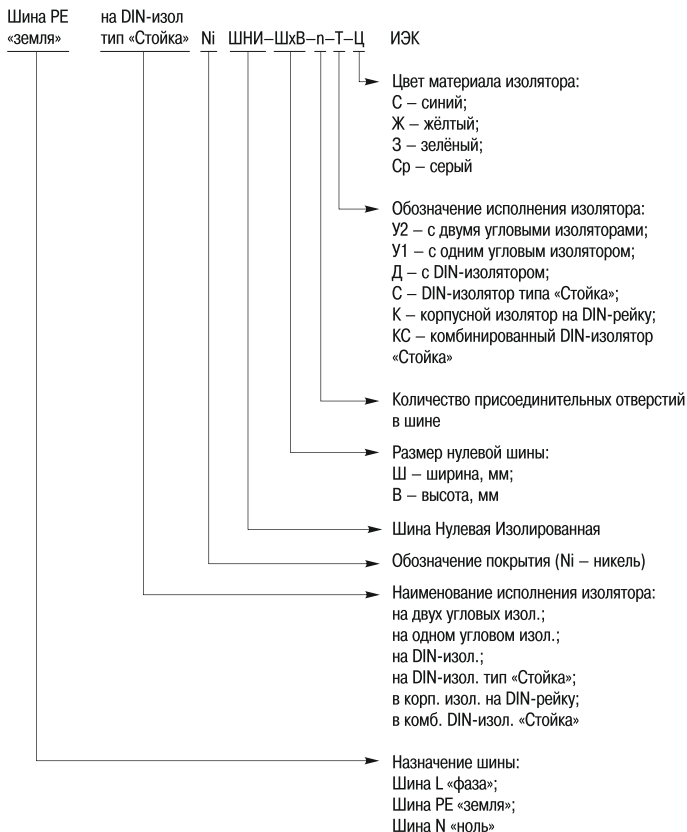 Шина PE на DIN-изол
«земля» тип «Стойка» Ni ШНИ–ШхВ–n–Т–Ц ИЭК
Цвет материала изолятора:
С – синий;
Ж – жёлтый;
З – зелёный;
Ср – серый
Обозначение исполнения изолятора:
У2 – с двумя угловыми изоляторами;
У1 – с одним угловым изолятором;
Д – с DIN-изолятором;
С – DIN-изолятор типа «Стойка»;
К – корпусной изолятор на DIN-рейку;
КС – комбинированный DIN-изолятор
«Стойка»
Количество присоединительных отверстий
в шине
Размер нулевой шины:
Ш – ширина, мм;
В – высота, мм
Шина Нулевая Изолированная
Обозначение покрытия (Ni – никель)
Наименование исполнения изолятора:
на двух угловых изол.;
на одном угловом изол.;
на DIN-изол.;
на DIN-изол. тип «Стойка»;
в корп. изол. на DIN-рейку;
в комб. DIN-изол. «Стойка»
Назначение шины:
Шина L «фаза»;
Шина PE «земля»;
Шина N «ноль»